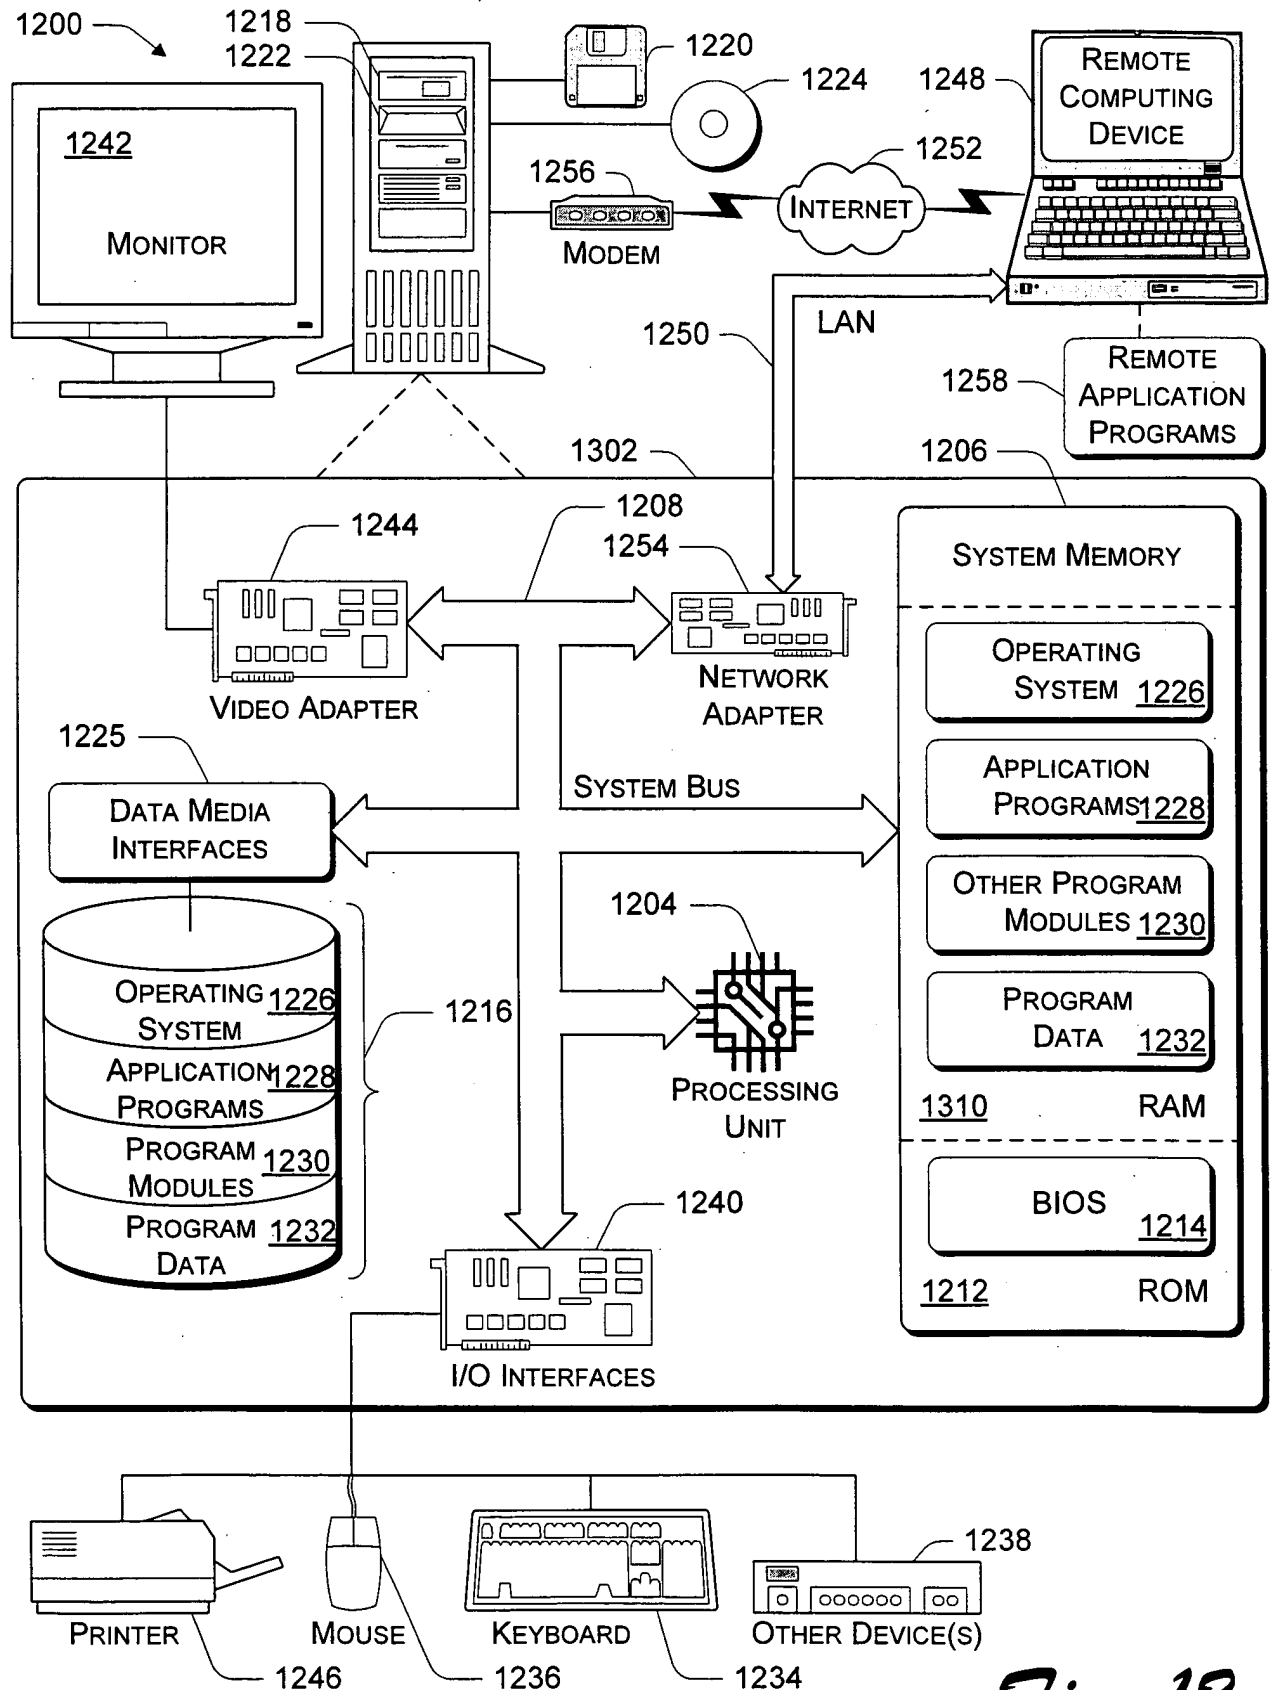 1200
1218
1222
1220
1224
1248
REMOTE
COMPUTING
DEVICE
1242
MONITOR
1256
MODEM
1252
INTERNET
LAN
1250
1258
REMOTE
APPLICATION
PROGRAMS
1302
1206
1208
1244
1254
VIDEO ADAPTER
NETWORK
ADAPTER
SYSTEM MEMORY
OPERATING
SYSTEM 1226
APPLICATION
PROGRAMS 1228
OTHER PROGRAM
MODULES 1230
PROGRAM
DATA 1232
1310 RAM
BIOS
1214
1212 ROM
1225
DATA MEDIA
INTERFACES
SYSTEM BUS
1204
PROCESSING
UNIT
OPERATING 1226
SYSTEM
APPLICATION 1228
PROGRAMS
PROGRAM 1230
MODULES
PROGRAM 1232
DATA
1216
1240
I/O INTERFACES
PRINTER
1246
MOUSE
1236
KEYBOARD
1234
OTHER DEVICE(S)
1238